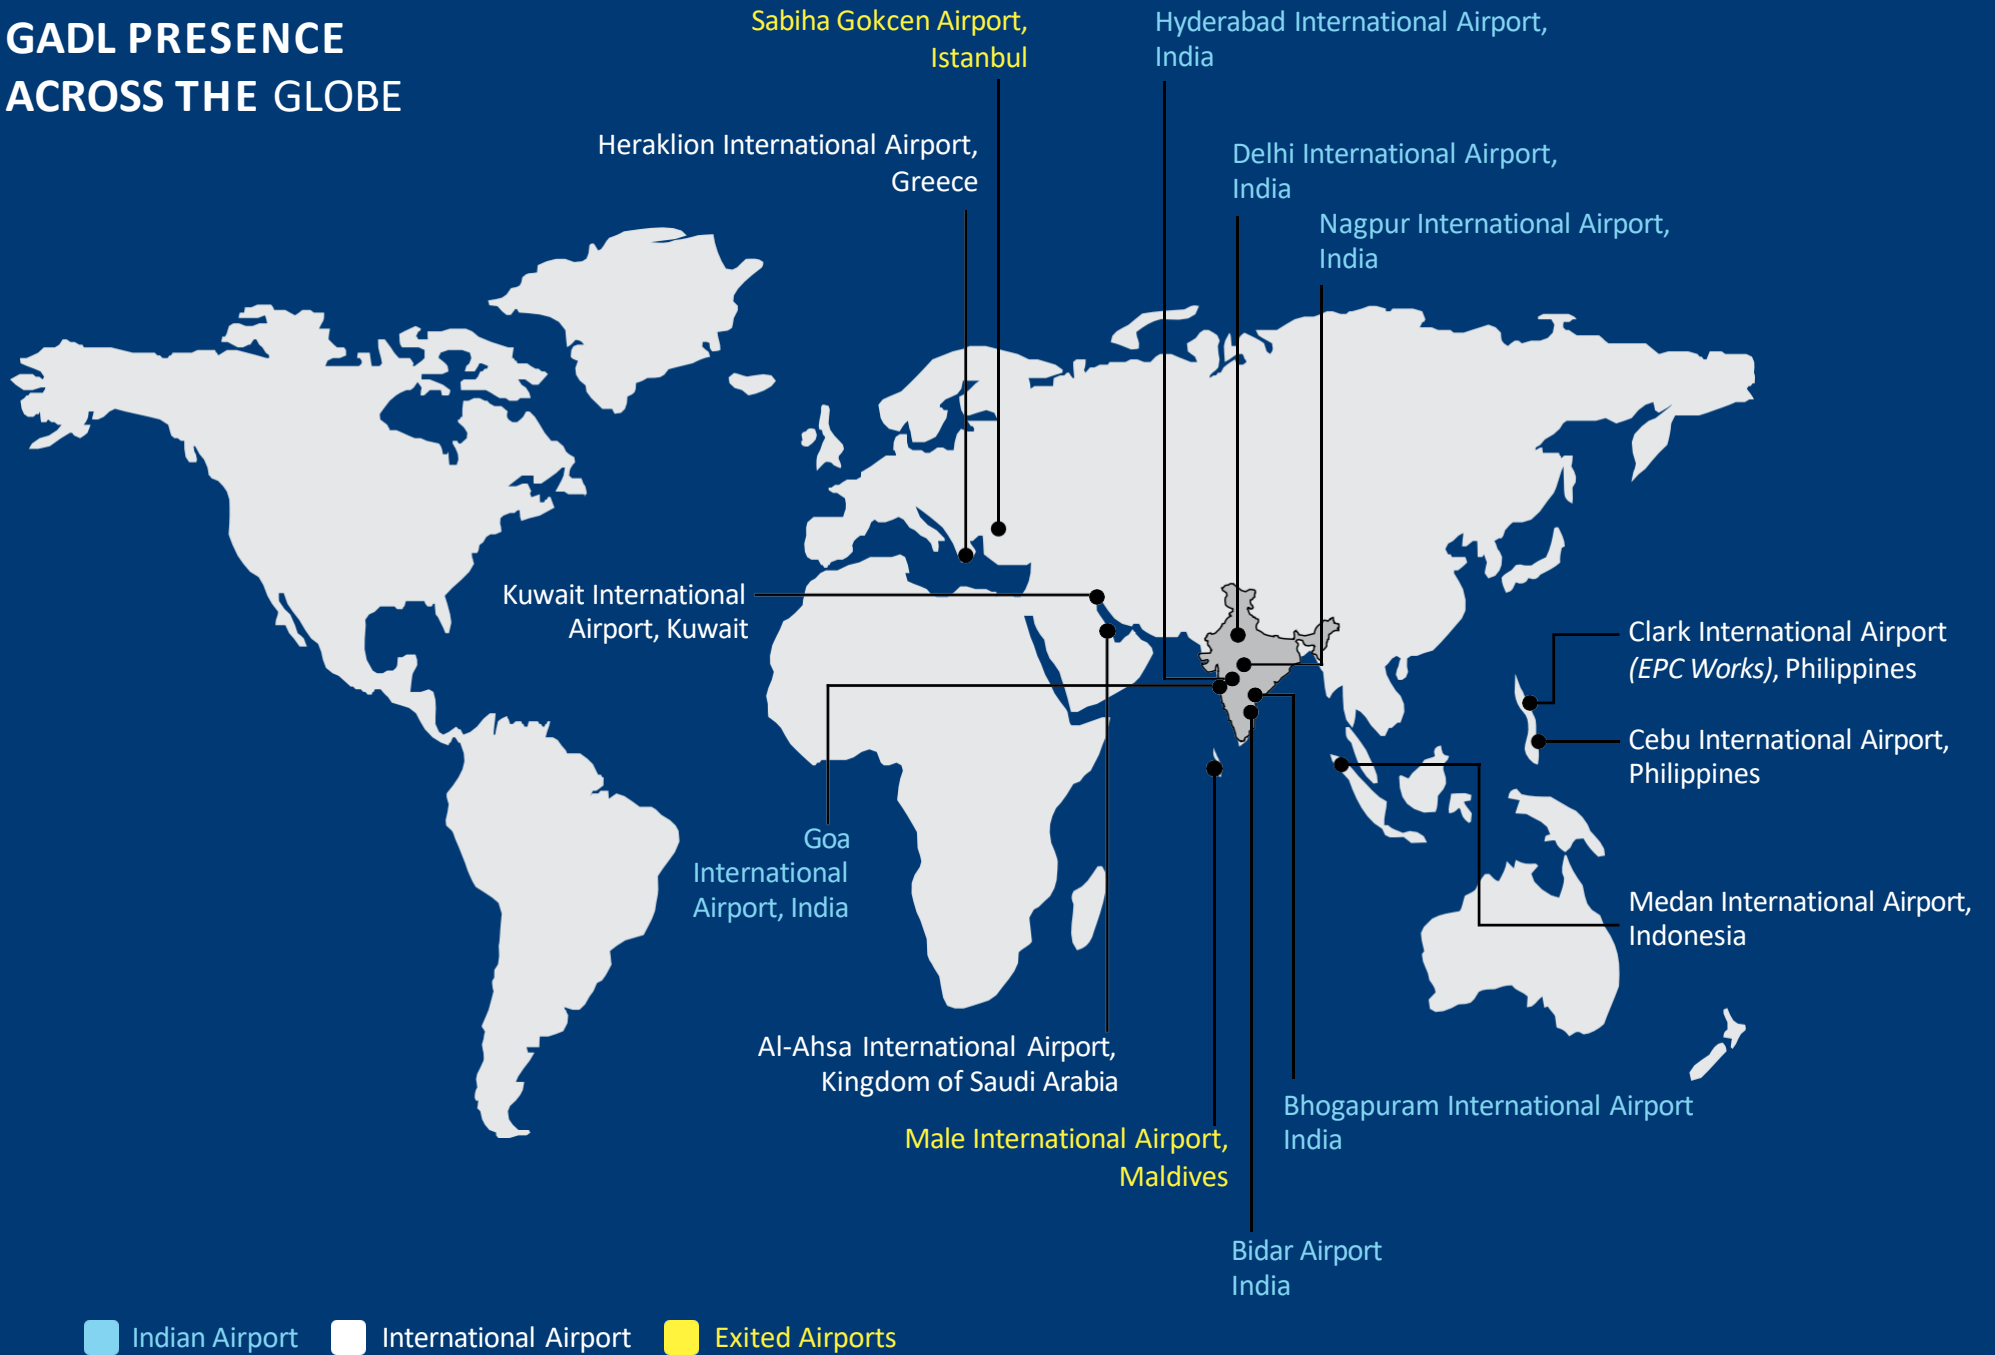 GADL PRESENCE
ACROSS THE GLOBE
Sabiha Gokcen Airport,
Istanbul
Hyderabad International Airport,
India
Heraklion International Airport,
Greece
Delhi International Airport,
India
Nagpur International Airport,
India
Kuwait International
Airport, Kuwait
Clark International Airport
(EPC Works), Philippines
Cebu International Airport,
Philippines
Goa
International
Airport, India
Medan International Airport,
Indonesia
Al-Ahsa International Airport,
Kingdom of Saudi Arabia
Bhogapuram International Airport
India
Male International Airport,
Maldives
Bidar Airport
India
Indian Airport
International Airport
Exited Airports